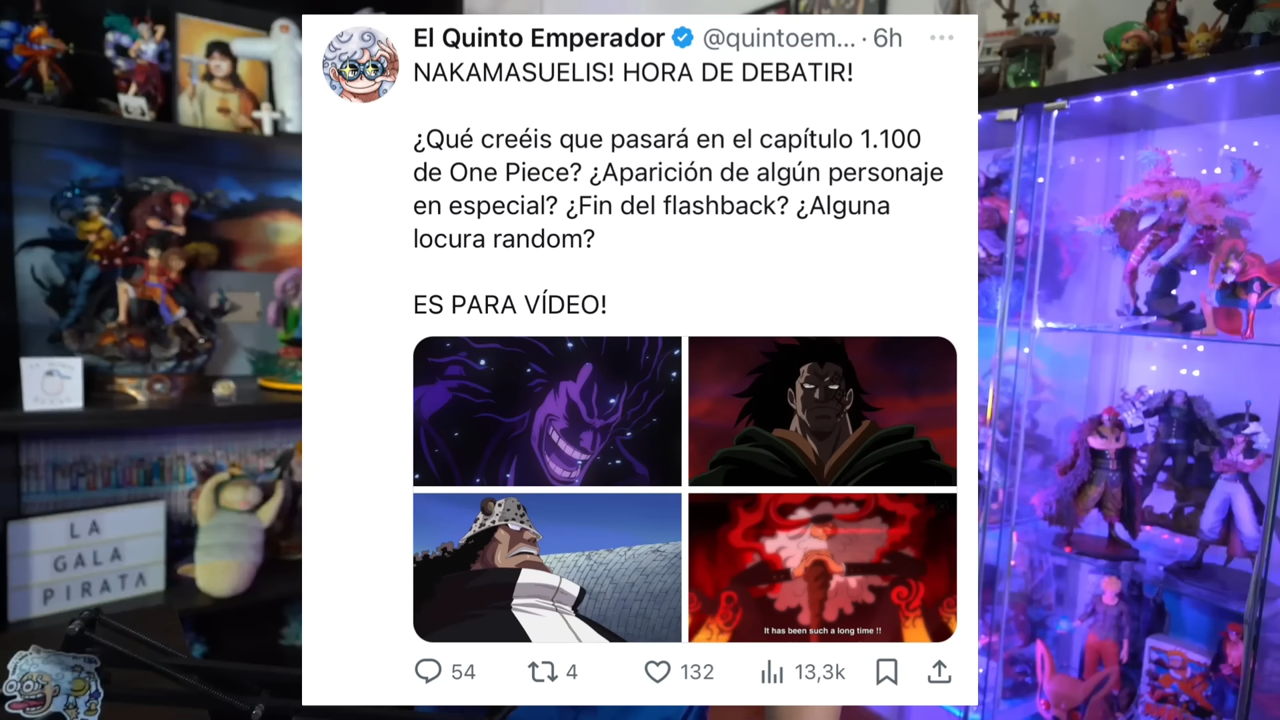 El Quinto Emperador @quintoem... · 6h
NAKAMASUELIS! HORA DE DEBATIR!
¿Qué creéis que pasará en el capítulo 1.100
de One Piece? ¿Aparición de algún personaje
en especial? ¿Fin del flashback? ¿Alguna
locura random?
ES PARA VÍDEO!
It has been such a long time !!
54 4 132 13,3k
LA
GALA
PIRATA